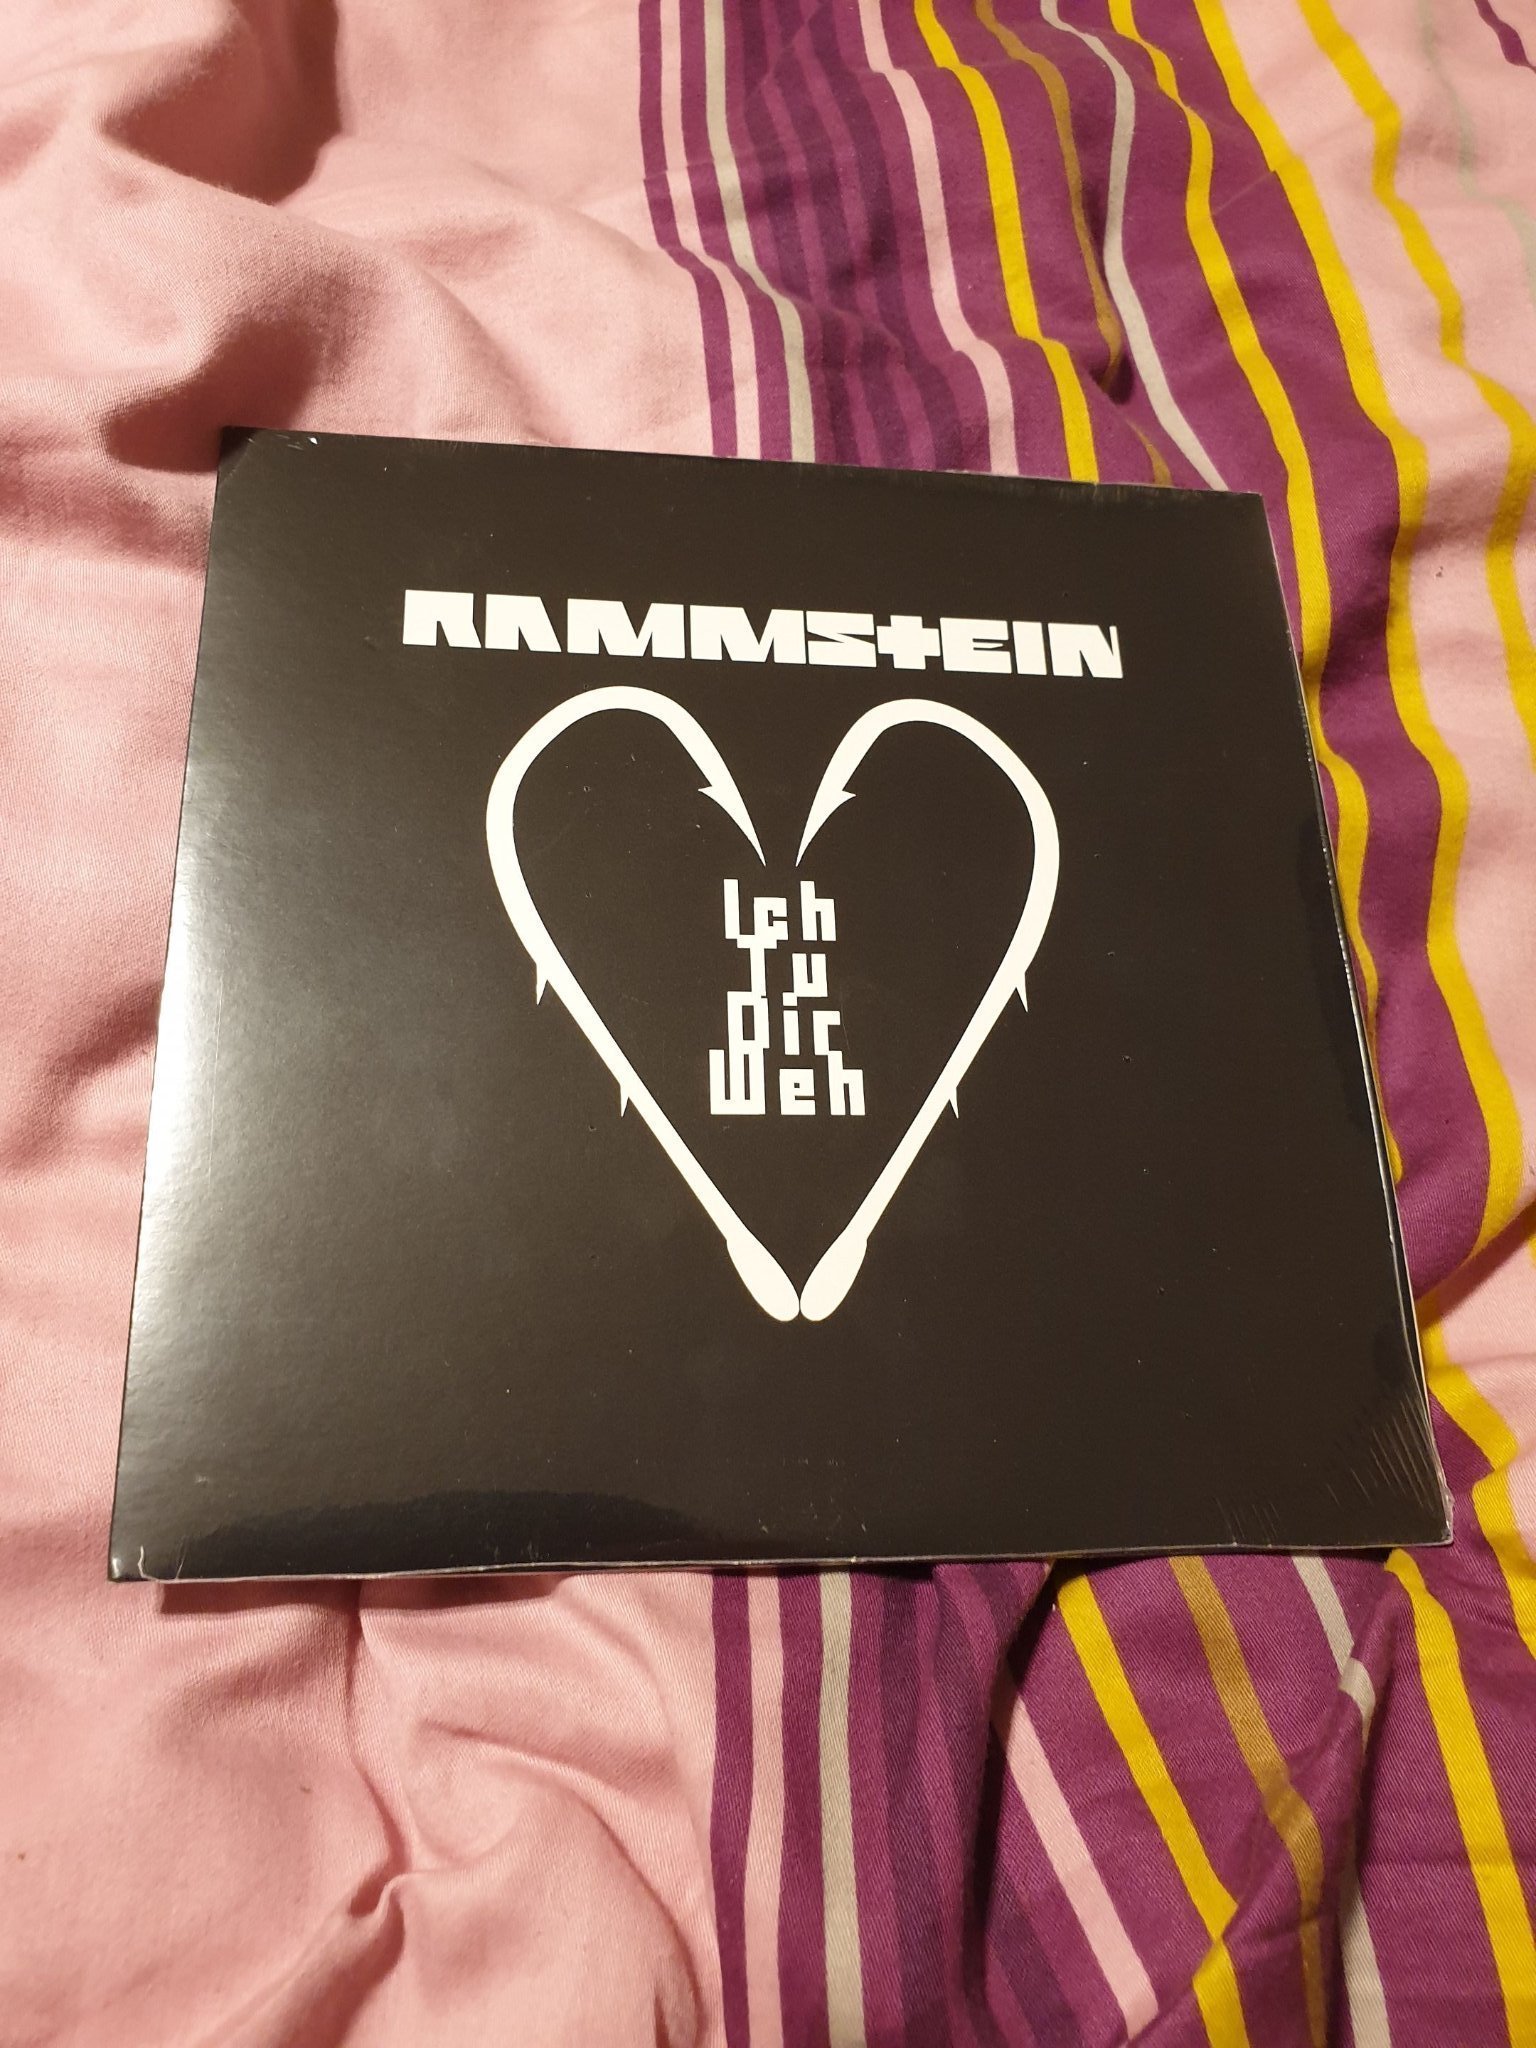 RAMMSTEIN
Ich
Tu
Dir
Weh